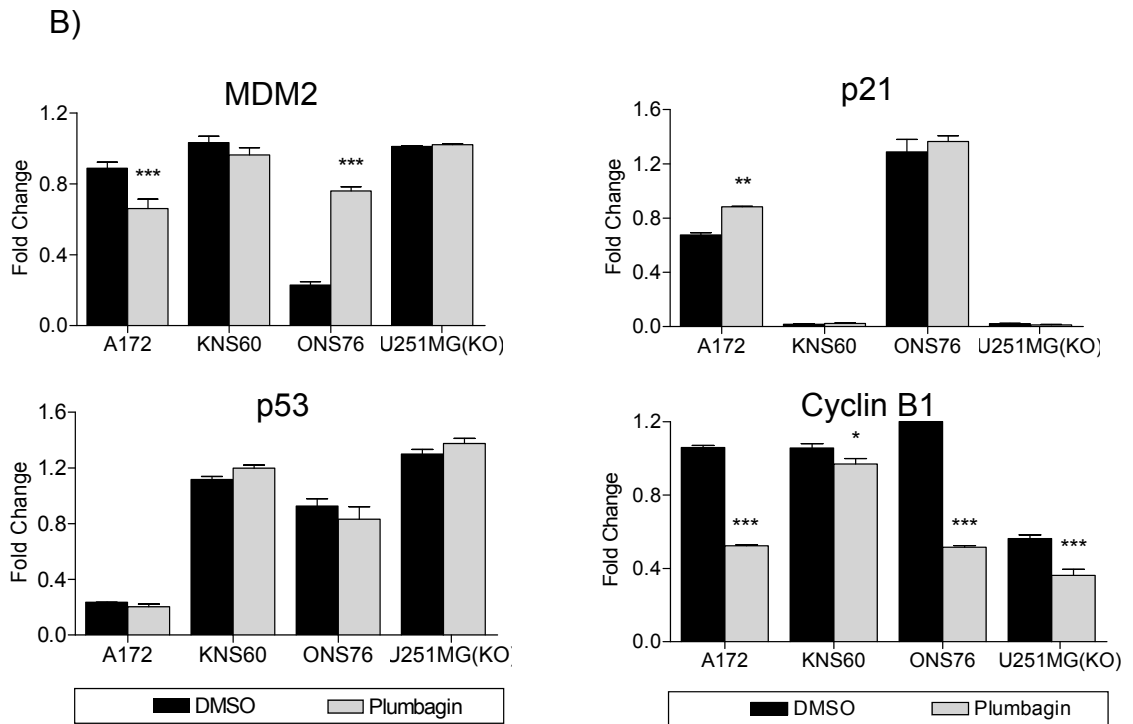 B)
MDM2
Fold Change
1.2
0.8
0.4
0.0
***
***
A172 KNS60 ONS76 U251MG(KO)
p21
Fold Change
1.6
1.2
0.8
0.4
0.0
**
A172 KNS60 ONS76 U251MG(KO)
p53
Fold Change
1.6
1.2
0.8
0.4
0.0
A172 KNS60 ONS76 J251MG(KO)
DMSO Plumbagin
Cyclin B1
Fold Change
1.2
0.8
0.4
0.0
***
*
***
***
A172 KNS60 ONS76 U251MG(KO)
DMSO Plumbagin